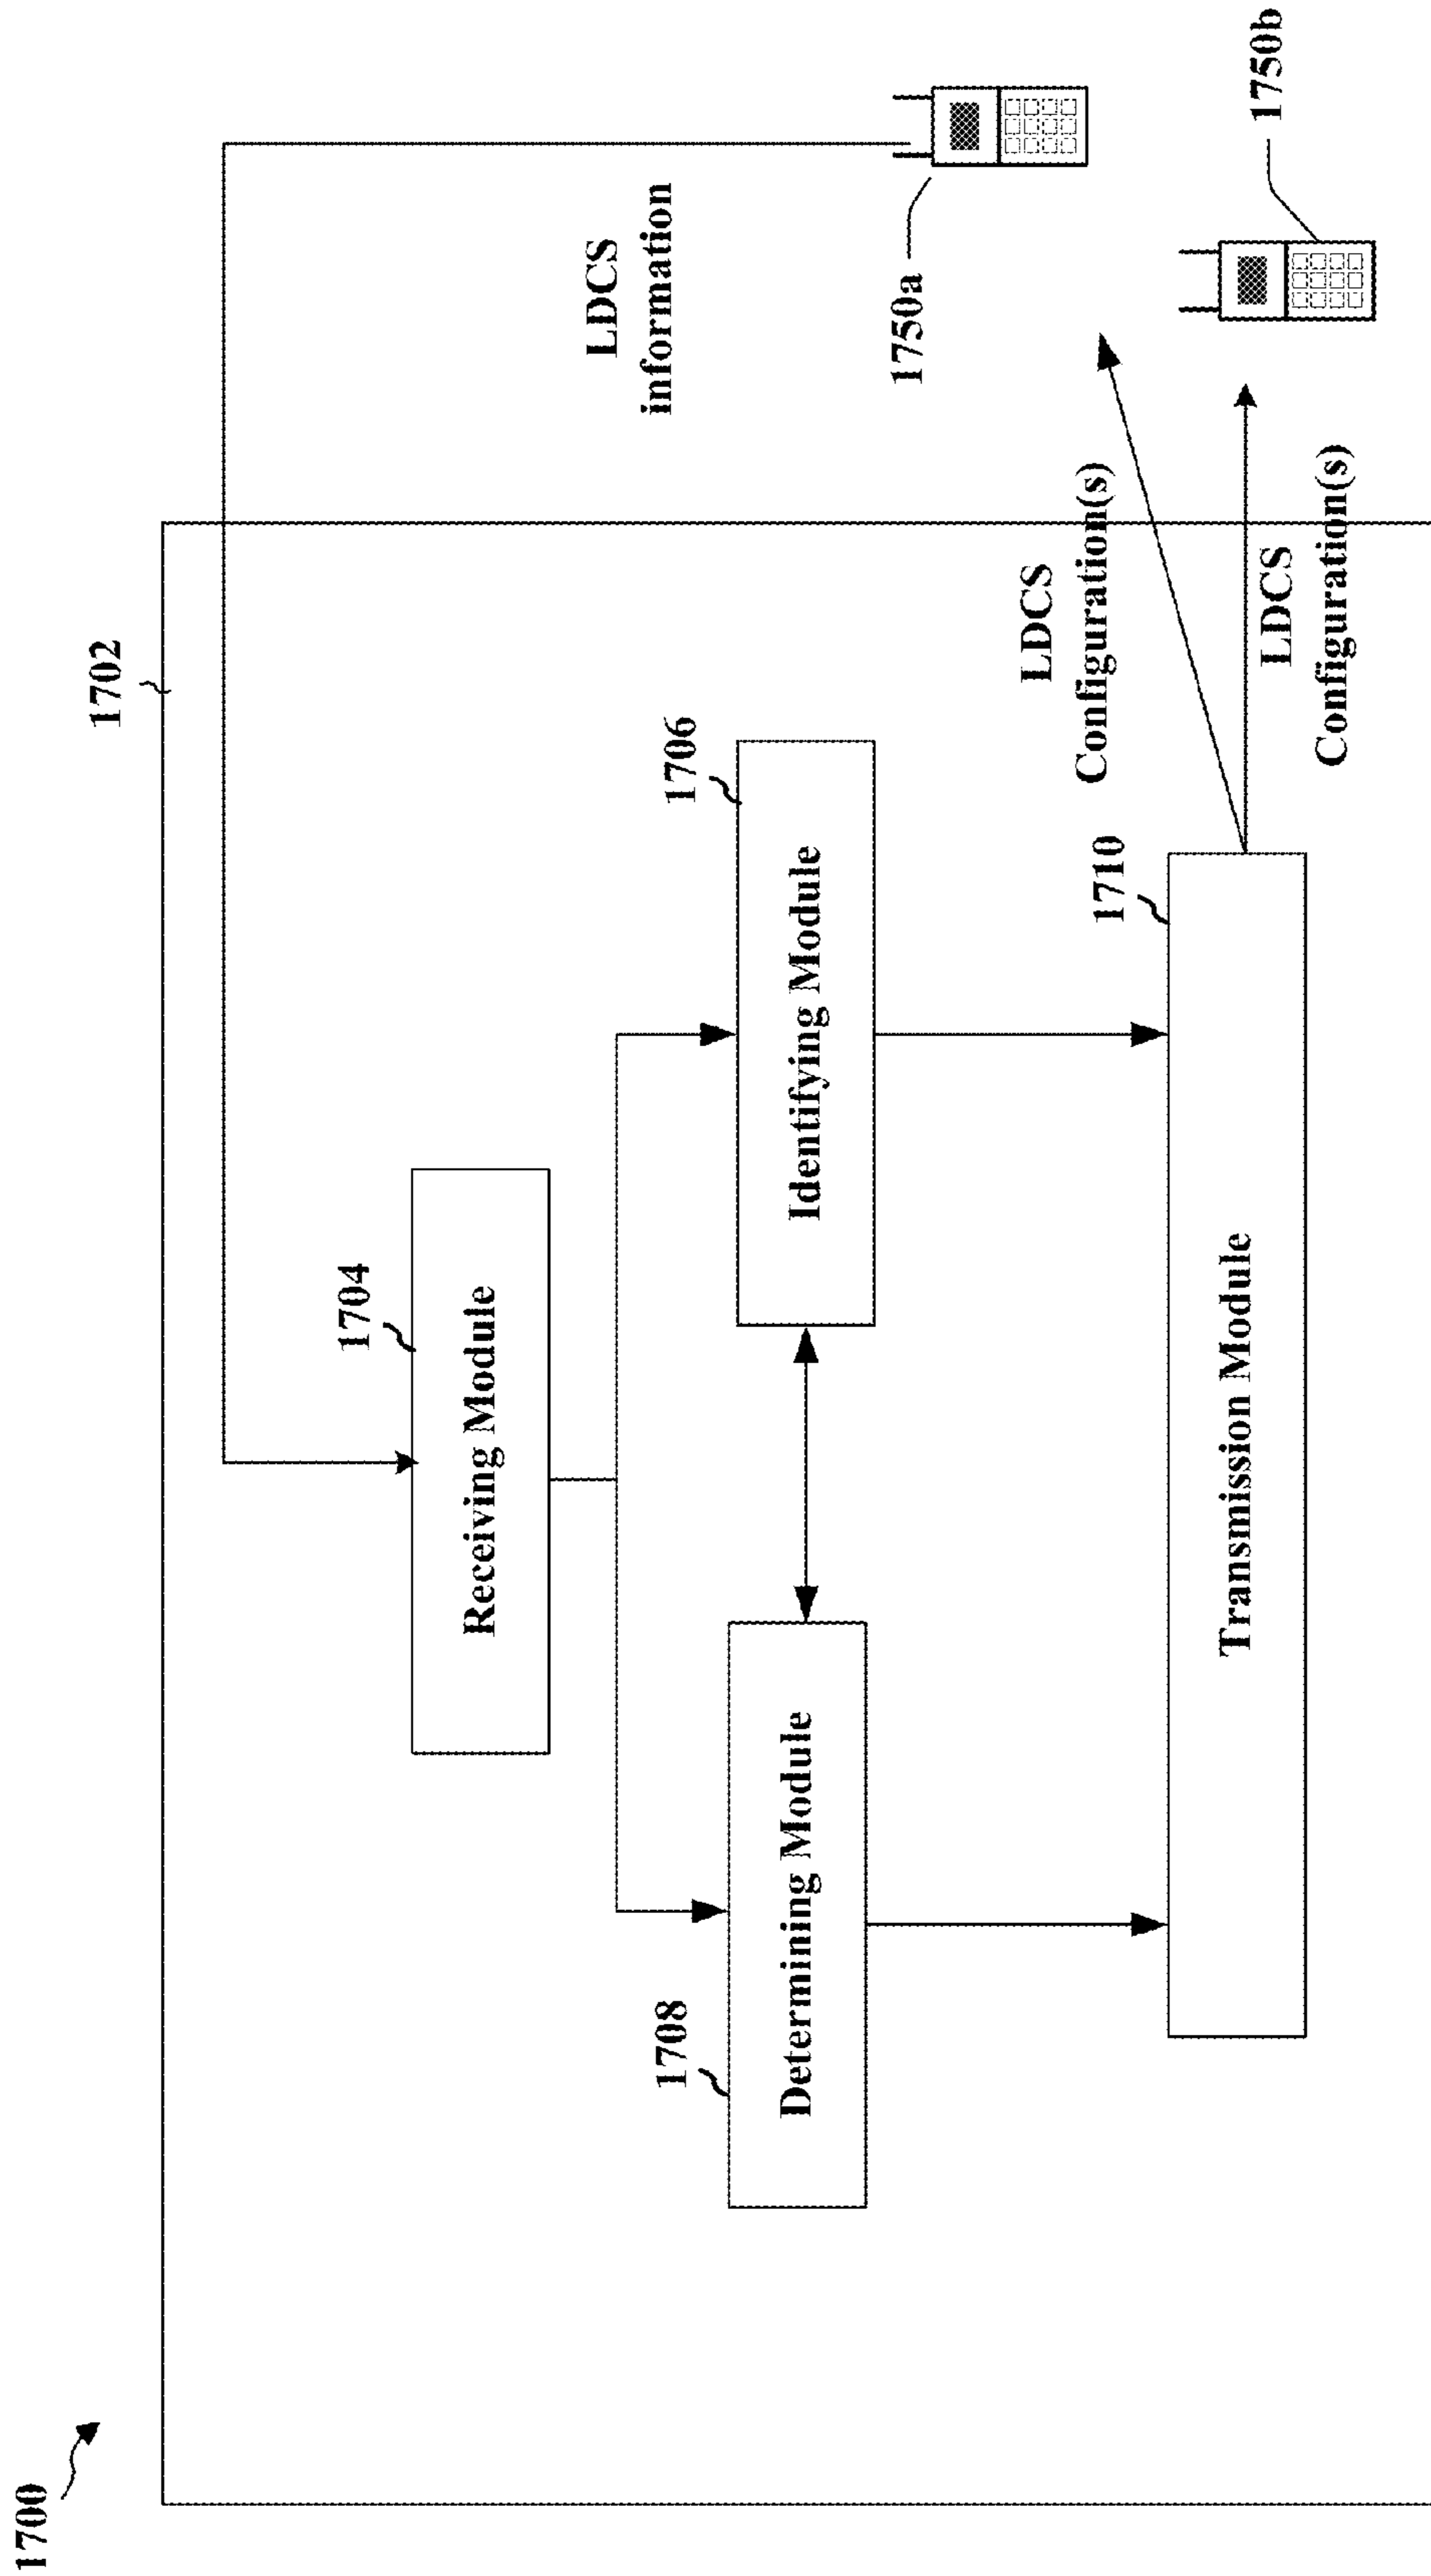 1700
1702
1704
Receiving Module
LDCS
information
1708
Determining Module
1706
Identifying Module
1750a
LDCS
Configuration(s)
1710
Transmission Module
LDCS
Configuration(s)
1750b